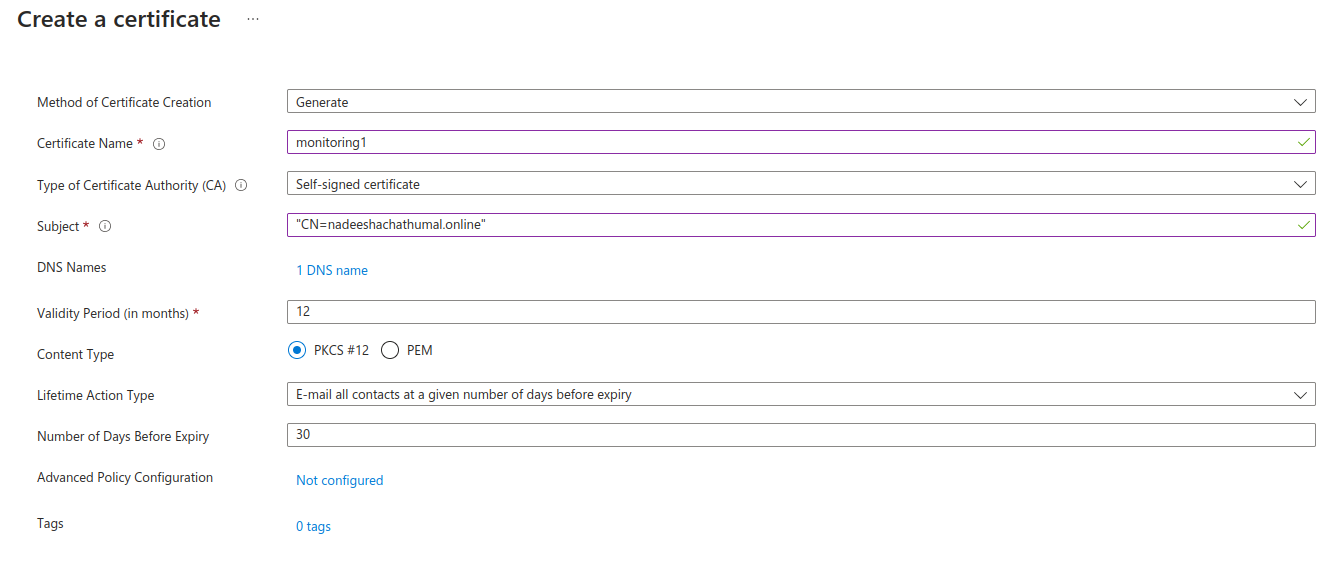 Create a certificate ...
Method of Certificate Creation Generate
Certificate Name * monitoring1
Type of Certificate Authority (CA) Self-signed certificate
Subject * "CN=nadeeshachathumal.online"
DNS Names 1 DNS name
Validity Period (in months) * 12
Content Type PKCS #12 PEM
Lifetime Action Type E-mail all contacts at a given number of days before expiry
Number of Days Before Expiry 30
Advanced Policy Configuration Not configured
Tags 0 tags